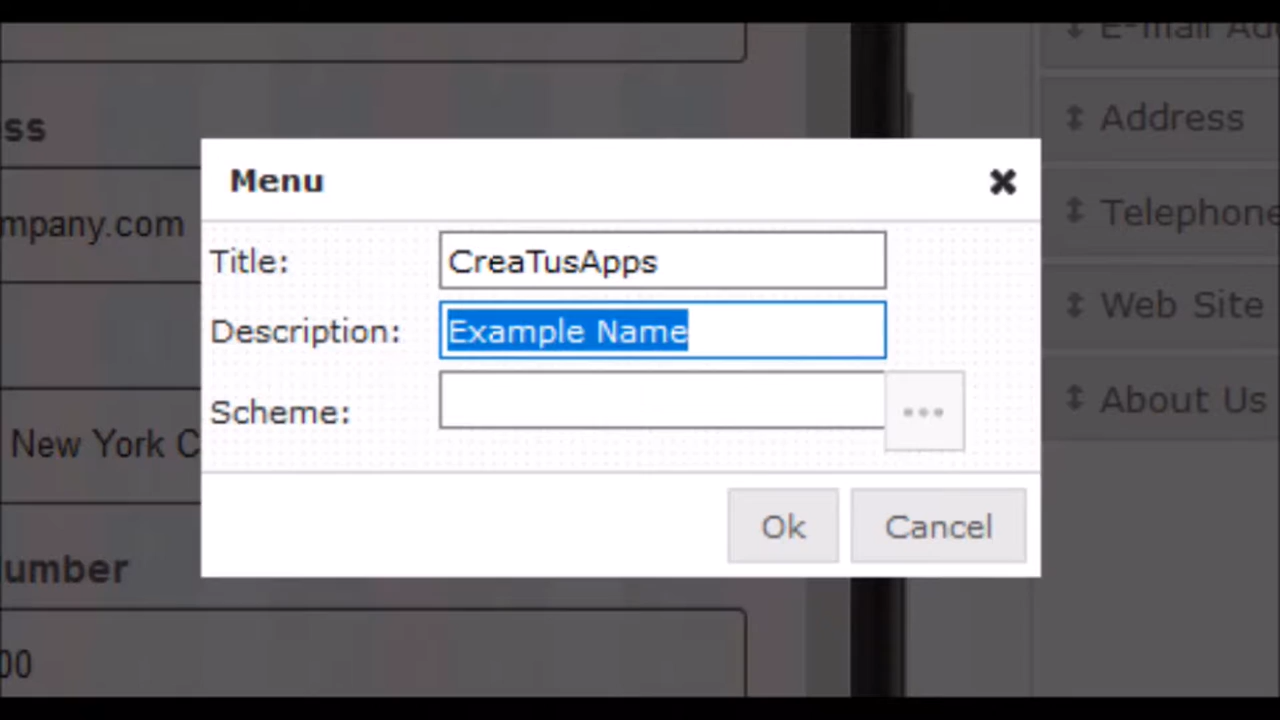 E-mail
ss
Address
Menu
mpany.com
Title: CreaTusApps
Telephone
Description: Example Name
Web Site
Scheme:
...
About Us
New York C
Ok Cancel
umber
00